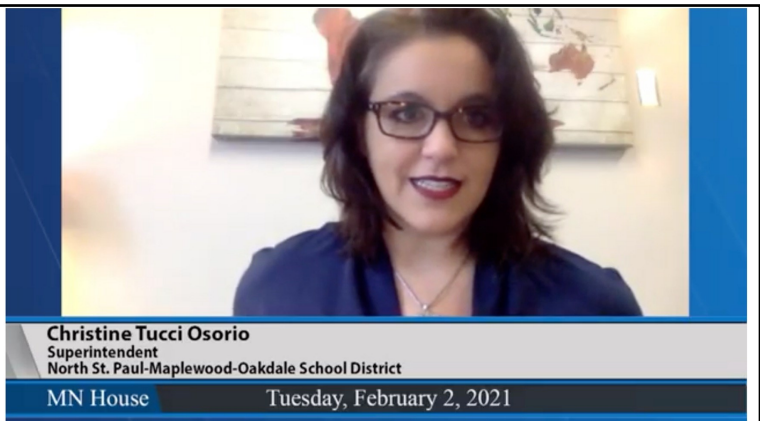 Christine Tucci Osorio
Superintendent
North St. Paul-Maplewood-Oakdale School District
MN House Tuesday, February 2, 2021